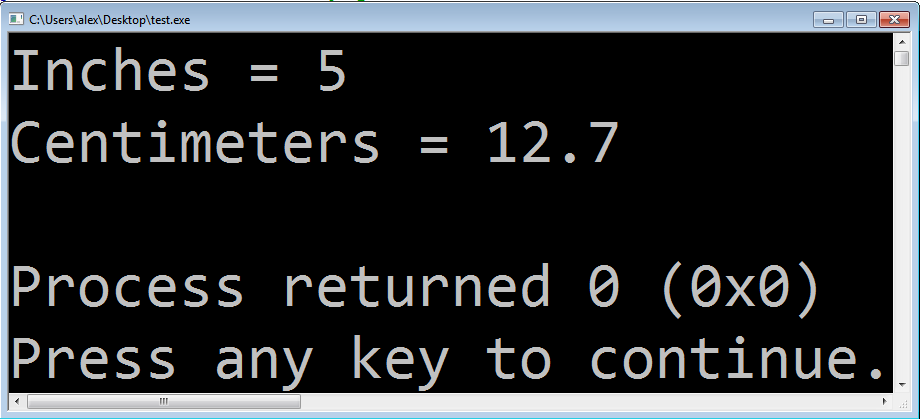 C:\Users\alex\Desktop\test.exe
Inches = 5
Centimeters = 12.7
Process returned 0 (0x0)
Press any key to continue.